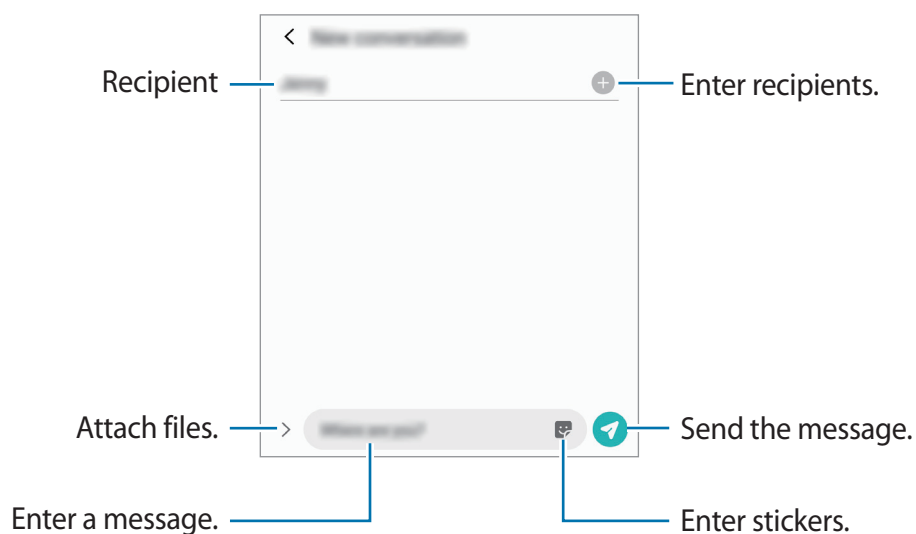 Recipient
Enter recipients.
Attach files.
Send the message.
Enter a message.
Enter stickers.